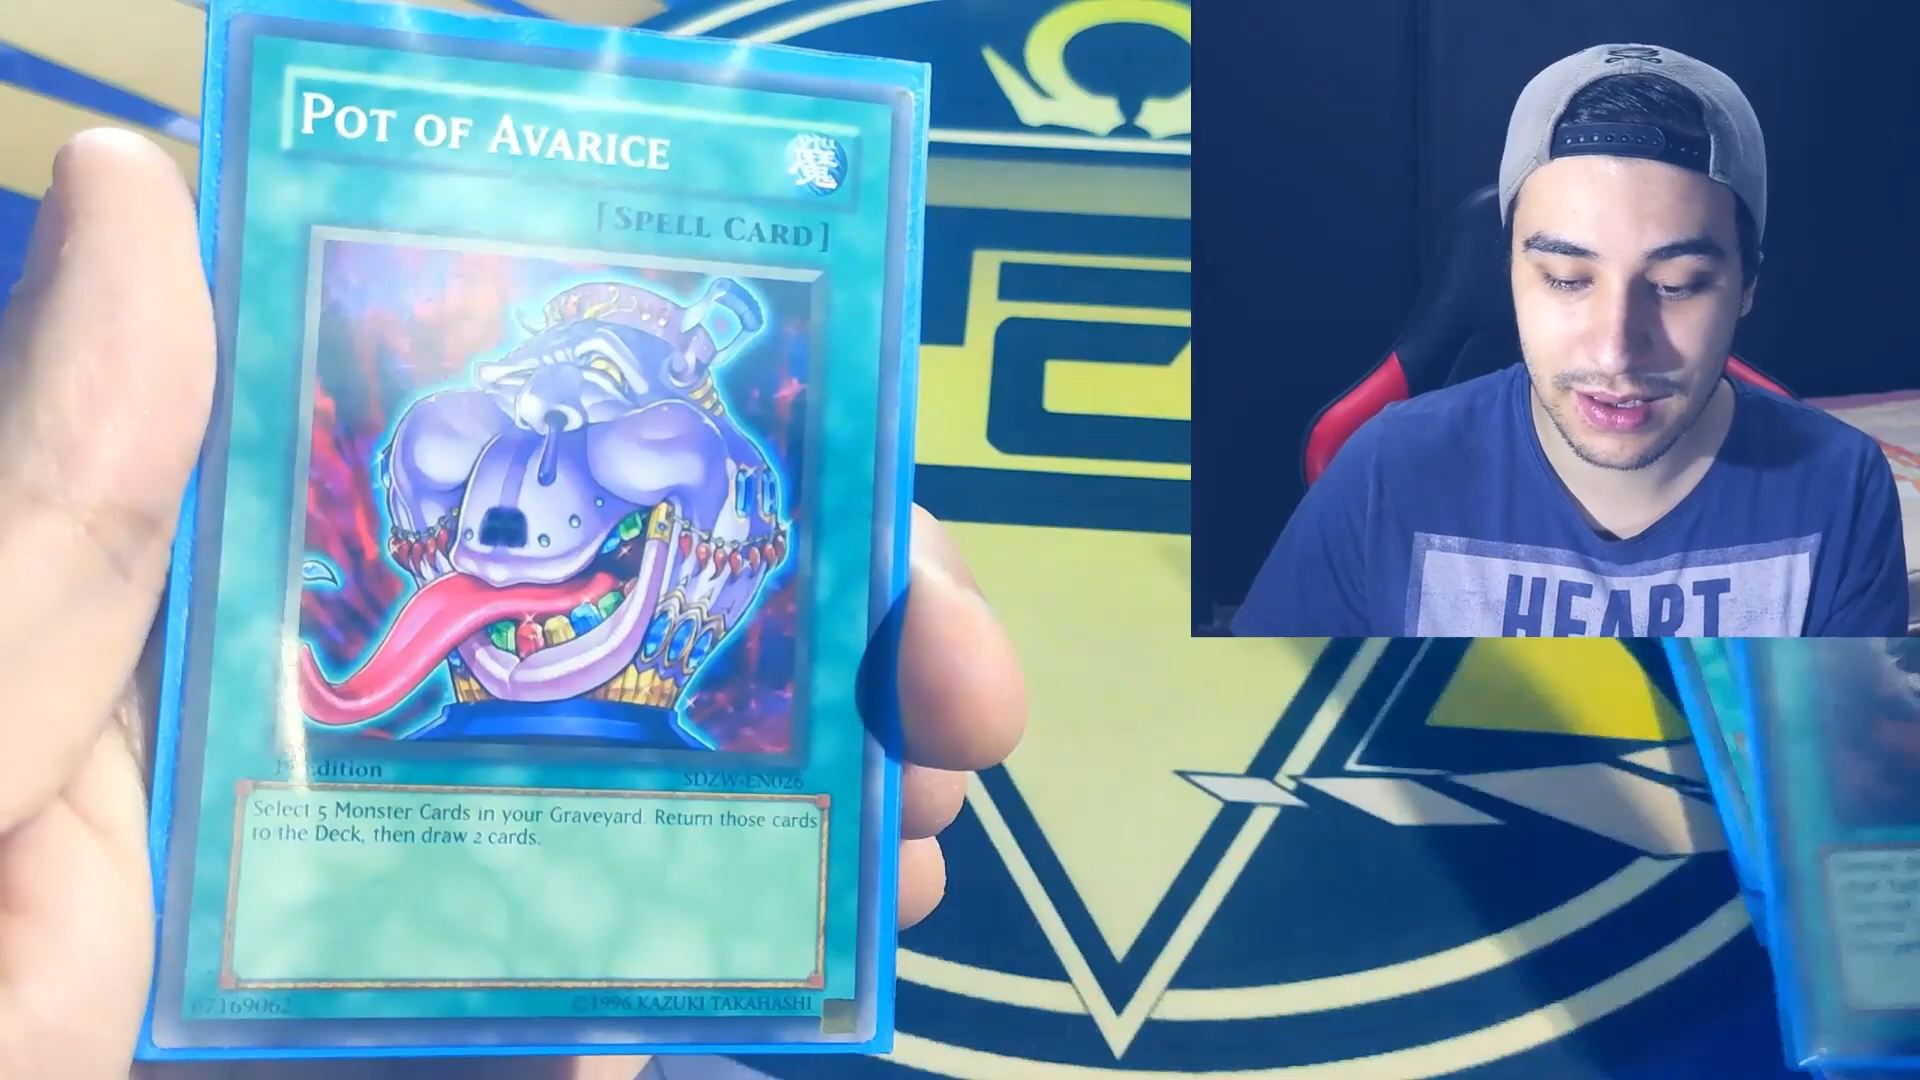 POT OF AVARICE
魔
[SPELL CARD]
Edition
SDZW-EN026
Select 5 Monster Cards in your Graveyard. Return those cards
to the Deck, then draw 2 cards.
67169062
©1996 KAZUKI TAKAHASHI
HEART